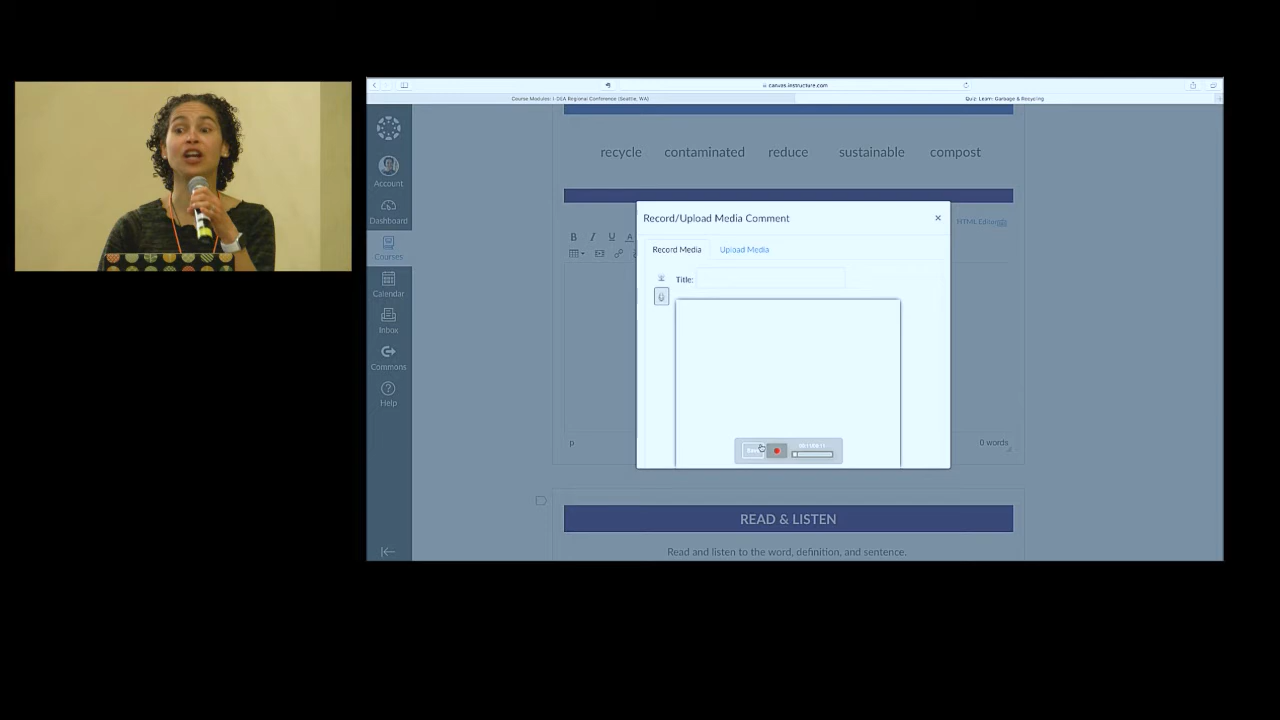 canvas.instructure.com
Course Modules: I-DEA Regional Conference (Seattle, WA)
Quiz: Learn: Garbage & Recycling
Account
Dashboard
Courses
Calendar
Inbox
Commons
Help
recycle contaminated reduce sustainable compost
HTML Editor
B I U A
Record/Upload Media Comment ×
Record Media Upload Media
Title:
p
0 words
READ & LISTEN
Read and listen to the word, definition, and sentence.